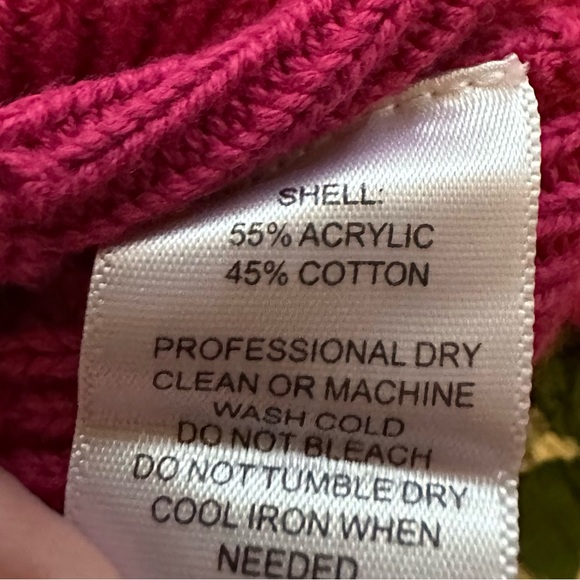 SHELL:
55% ACRYLIC
45% COTTON
PROFESSIONAL DRY
CLEAN OR MACHINE
WASH COLD
DO NOT BLEACH
DO NOT TUMBLE DRY
COOL IRON WHEN
NEEDED